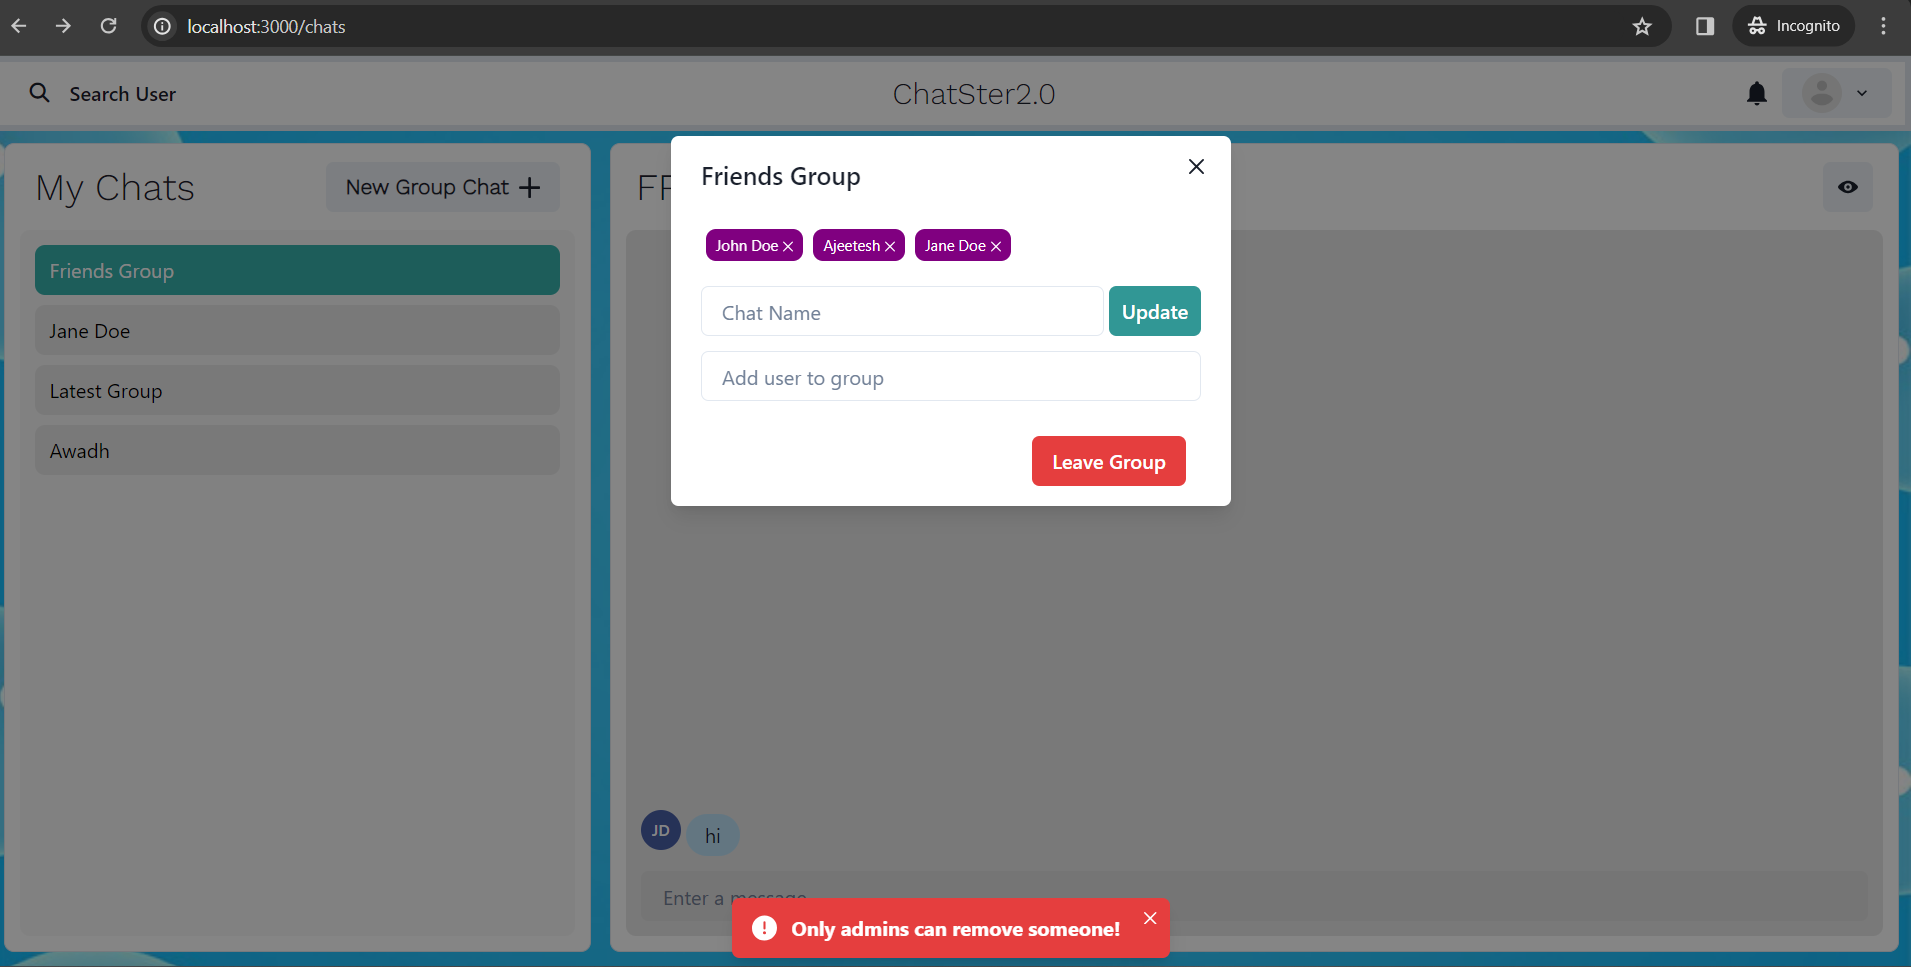 localhost:3000/chats
Incognito
Search User
ChatSter2.0
My Chats
New Group Chat
Friends Group
Jane Doe
Latest Group
Awadh
Friends Group
John Doe
Ajeetesh
Jane Doe
Chat Name
Update
Add user to group
Leave Group
JD
hi
Enter a message
Only admins can remove someone!